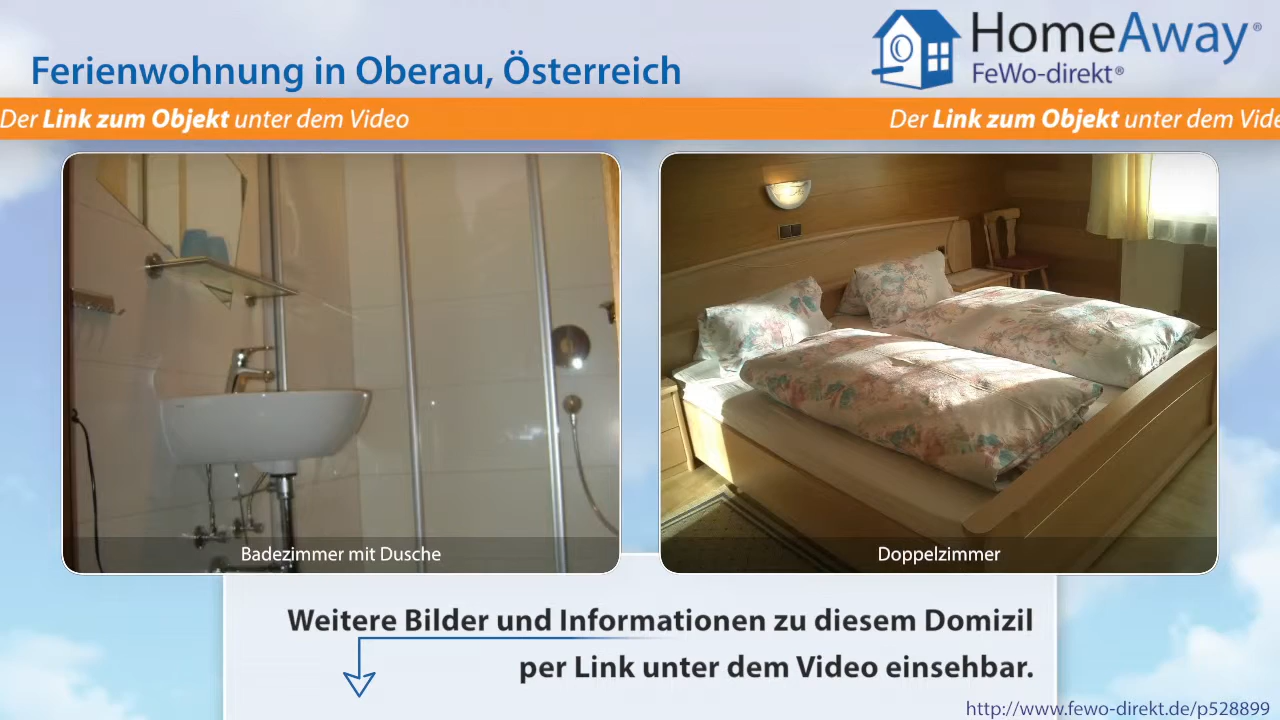 HomeAway®
FeWo-direkt®
Ferienwohnung in Oberau, Österreich
Der Link zum Objekt unter dem Video
Der Link zum Objekt unter dem Vide
Badezimmer mit Dusche
Doppelzimmer
Weitere Bilder und Informationen zu diesem Domizil
per Link unter dem Video einsehbar.
http://www.fewo-direkt.de/p528899